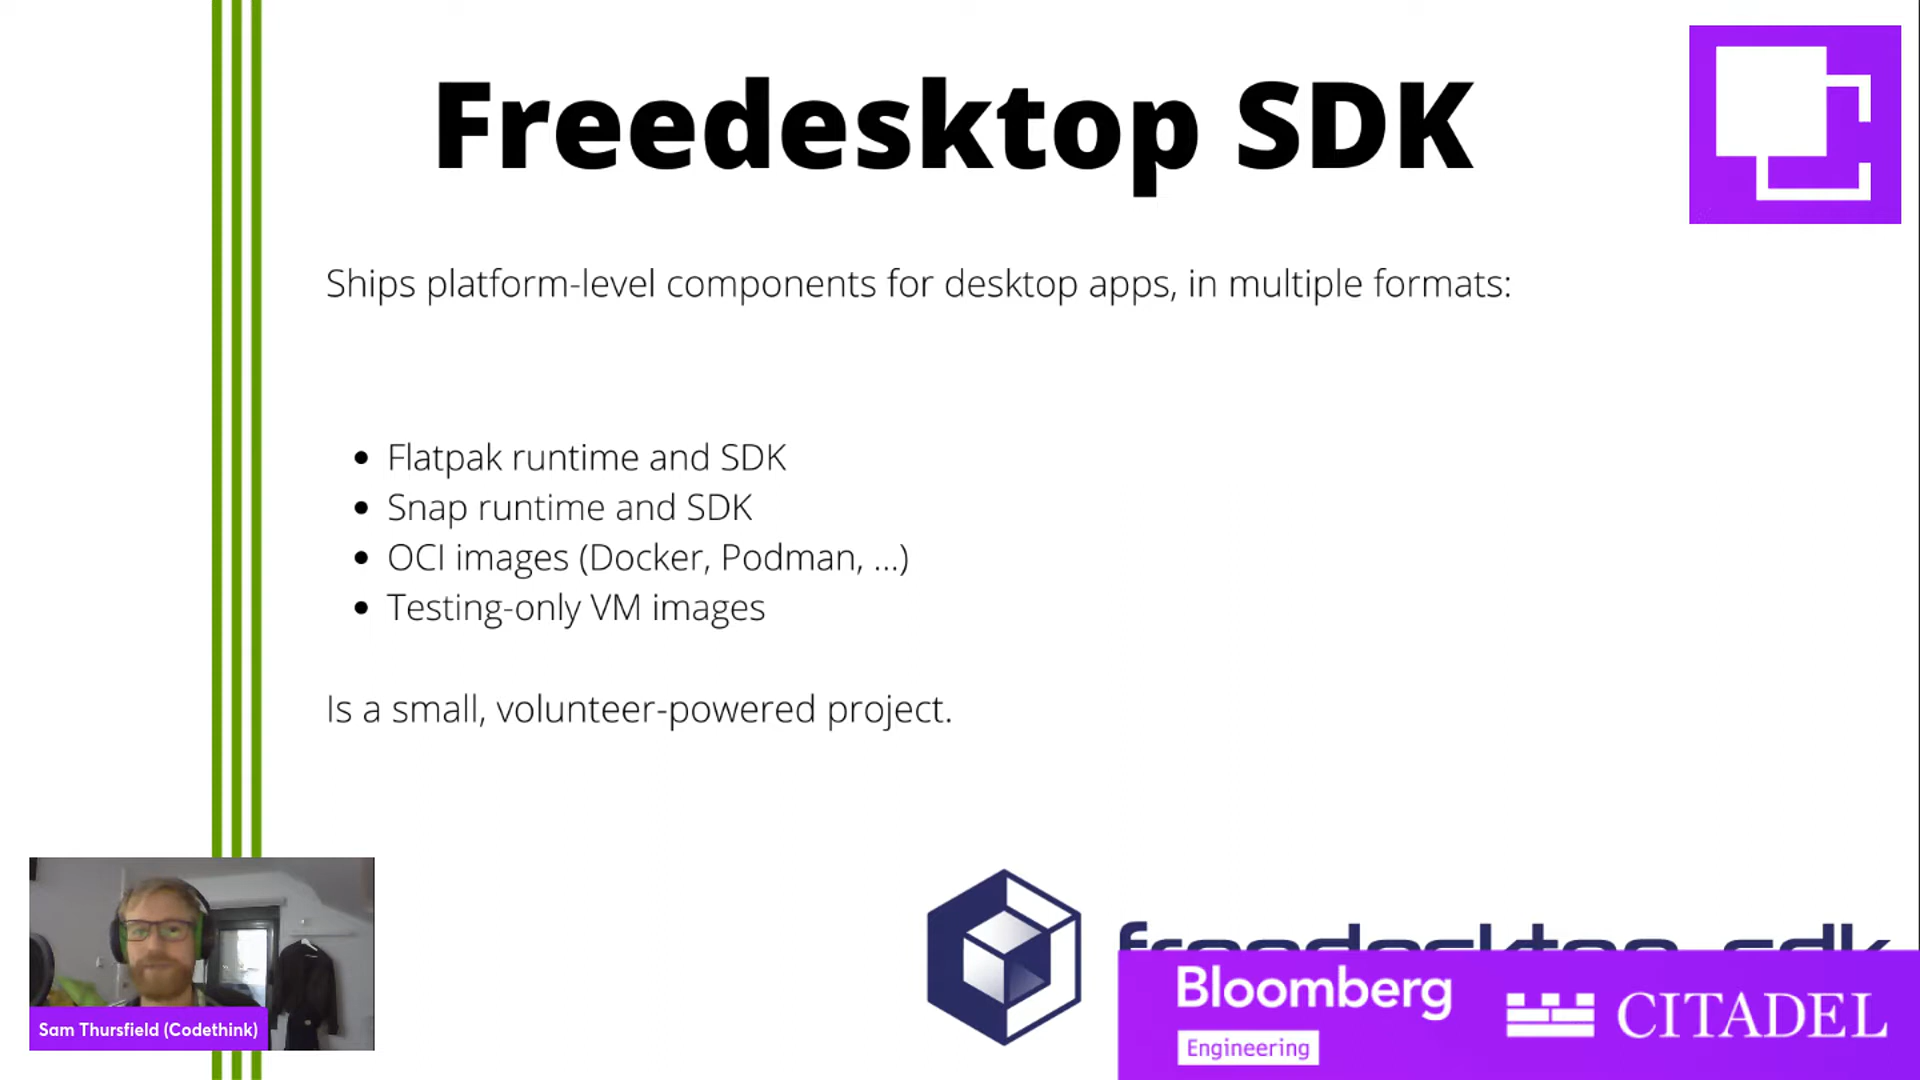 Freedesktop SDK
Ships platform-level components for desktop apps, in multiple formats:
• Flatpak runtime and SDK
• Snap runtime and SDK
• OCI images (Docker, Podman, ...)
• Testing-only VM images
Is a small, volunteer-powered project.
Sam Thursfield (Codethink)
freedesktop sdk
Bloomberg
Engineering
CITADEL